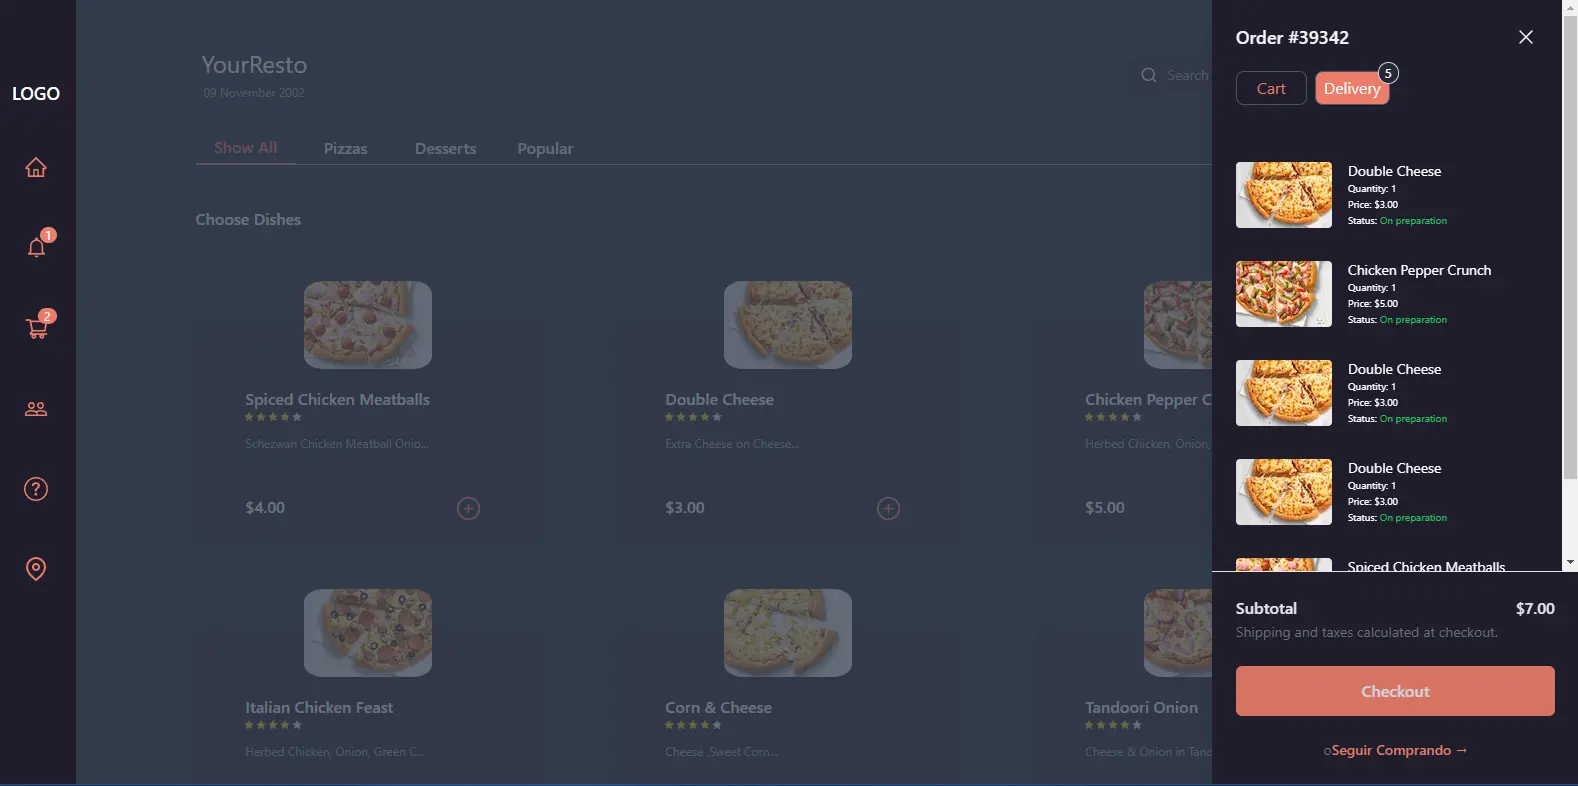 LOGO
1
2
YourResto
09 November 2002
Search
Show All Pizzas Desserts Popular
Choose Dishes
Spiced Chicken Meatballs
Schezwan Chicken Meatball Onio...
$4.00
Double Cheese
Extra Cheese on Cheese...
$3.00
Chicken Pepper C
Herbed Chicken, Onion,
$5.00
Italian Chicken Feast
Herbed Chicken, Onion, Green C...
Corn & Cheese
Cheese ,Sweet Corn...
Tandoori Onion
Cheese & Onion in Tand
Order #39342
Cart
Delivery
5
Double Cheese
Quantity: 1
Price: $3.00
Status: On preparation
Chicken Pepper Crunch
Quantity: 1
Price: $5.00
Status: On preparation
Double Cheese
Quantity: 1
Price: $3.00
Status: On preparation
Double Cheese
Quantity: 1
Price: $3.00
Status: On preparation
Spiced Chicken Meatballs
Subtotal $7.00
Shipping and taxes calculated at checkout.
Checkout
oSeguir Comprando →